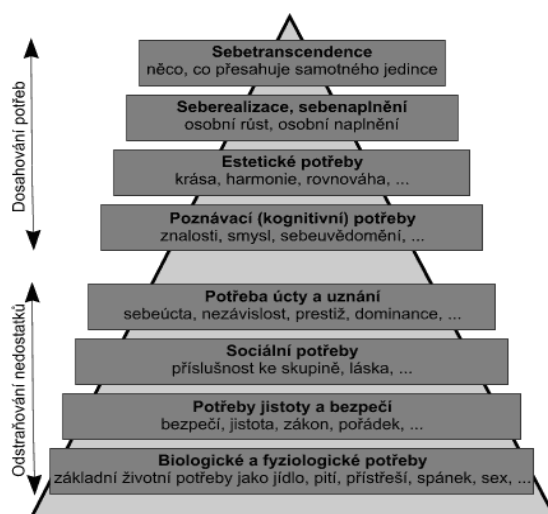 Sebetranscendence
něco, co přesahuje samotného jedince
Seberealizace, sebenaplnění
osobní růst, osobní naplnění
Estetické potřeby
krása, harmonie, rovnováha, ...
Poznávací (kognitivní) potřeby
znalosti, smysl, sebeuvědomění, ...
Dosahování potřeb
Potřeba úcty a uznání
sebeúcta, nezávislost, prestiž, dominance, ...
Sociální potřeby
příslušnost ke skupině, láska, ...
Potřeby jistoty a bezpečí
bezpečí, jistota, zákon, pořádek, ...
Biologické a fyziologické potřeby
základní životní potřeby jako jídlo, pití, přístřeší, spánek, sex, ...
Odstraňování nedostatků